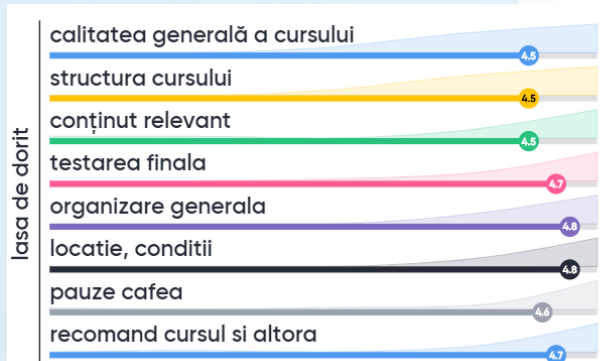 lasa de dorit
calitatea generală a cursului
4.5
structura cursului
4.5
conținut relevant
4.5
testarea finala
4.7
organizare generala
4.8
locatie, conditii
4.8
pauze cafea
4.6
recomand cursul si altora
4.7